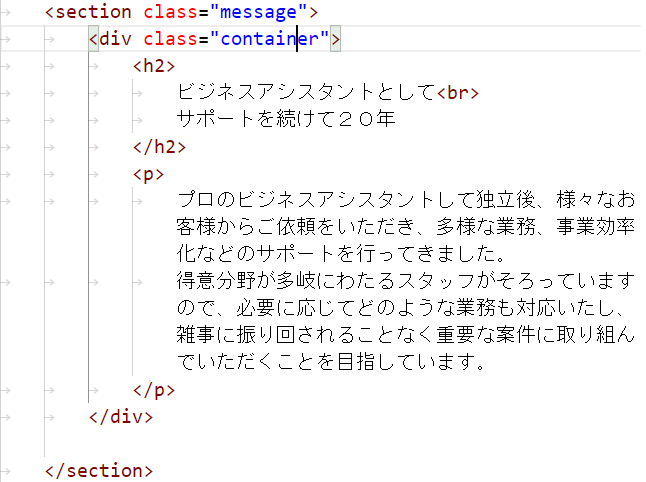 <section class="message">
<div class="container">
<h2>
ビジネスアシスタントとして<br>
サポートを続けて２０年
</h2>
<p>
プロのビジネスアシスタントして独立後、様々なお
客様からご依頼をいただき、多様な業務、事業効率
化などのサポートを行ってきました。
得意分野が多岐にわたるスタッフがそろっています
ので、必要に応じてどのような業務も対応いたし、
雑事に振り回されることなく重要な案件に取り組ん
でいただくことを目指しています。
</p>
</div>
</section>